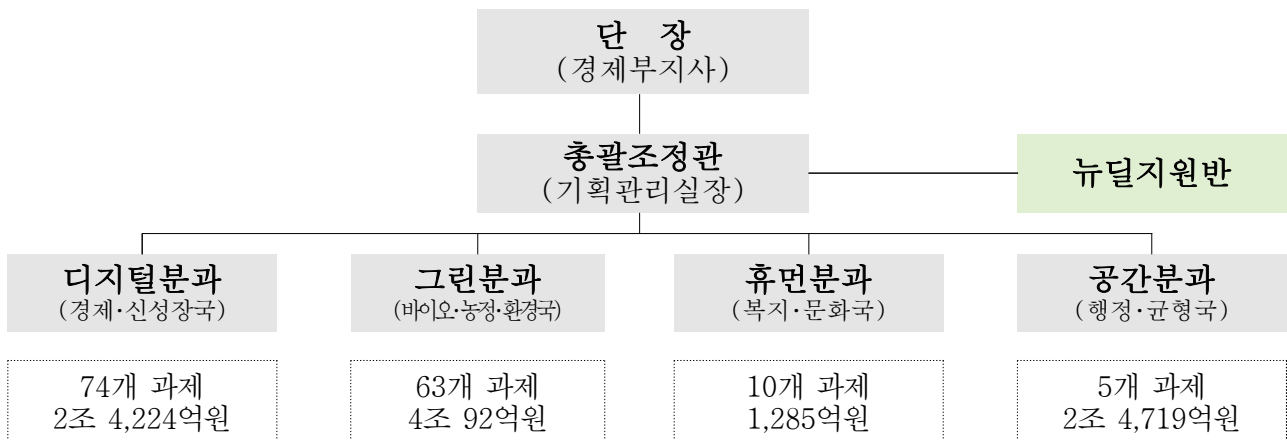 단 장
(경제부지사)
총괄조정관
(기획관리실장)
뉴딜지원반
디지털분과
(경제·신성장국)
그린분과
(바이오·농정·환경국)
휴먼분과
(복지·문화국)
공간분과
(행정·균형국)
74개 과제
2조 4,224억원
63개 과제
4조 92억원
10개 과제
1,285억원
5개 과제
2조 4,719억원